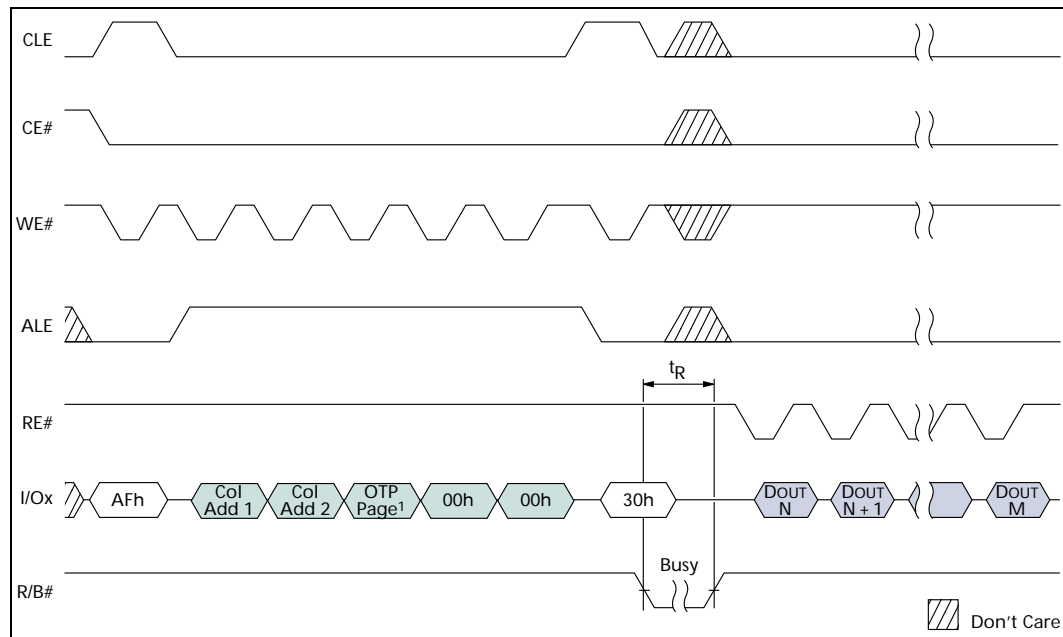 CLE
CE#
WE#
ALE
tR
RE#
I/Ox
AFh
Col
Add 1
Col
Add 2
OTP
Page1
00h
00h
30h
DOUT
N
DOUT
N + 1
DOUT
M
Busy
R/B#
Don't Care